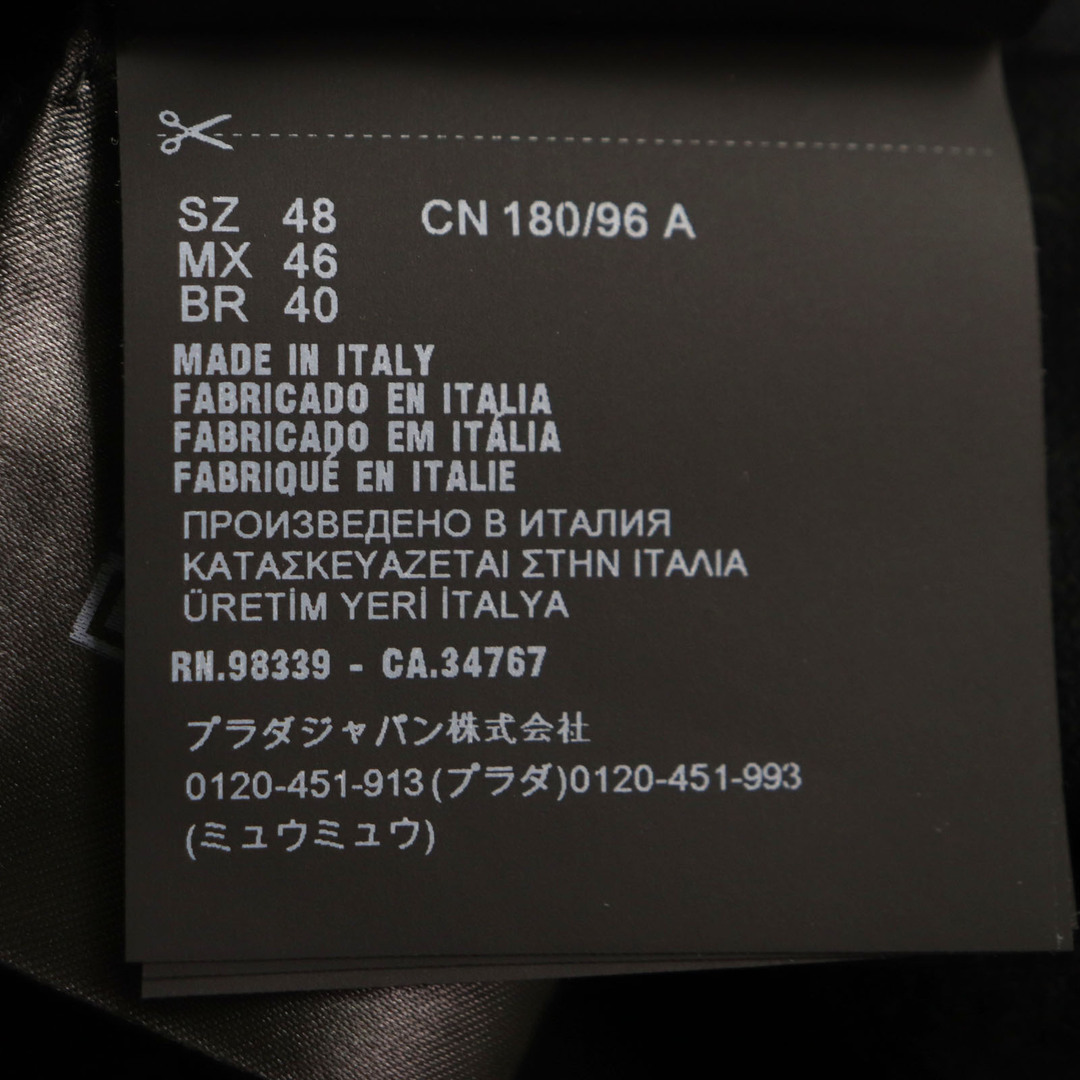 SZ 48 CN 180/96 A
MX 46
BR 40
MADE IN ITALY
FABRICADO EN ITALIA
FABRICADO EM ITÁLIA
FABRIQUÉ EN ITALIE
ПРОИЗВЕДЕНО В ИТАЛИЯ
ΚΑΤΑΣΚΕΥΑΖΕΤΑΙ ΣΤΗΝ ΙΤΑΛΙΑ
ÜRETİM YERİ İTALYA
RN.98339 - CA.34767
プラダジャパン株式会社
0120-451-913(プラダ)0120-451-993
(ミュウミュウ)